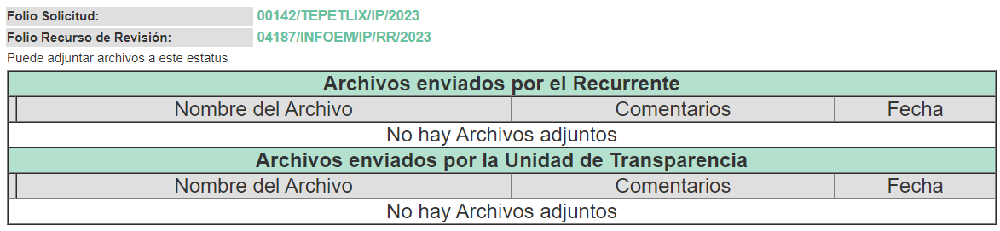 Folio Solicitud: 00142/TEPETLIX/IP/2023
Folio Recurso de Revisión: 04187/INFOEM/IP/RR/2023
Puede adjuntar archivos a este estatus
Archivos enviados por el Recurrente
Nombre del Archivo Comentarios Fecha
No hay Archivos adjuntos
Archivos enviados por la Unidad de Transparencia
Nombre del Archivo Comentarios Fecha
No hay Archivos adjuntos